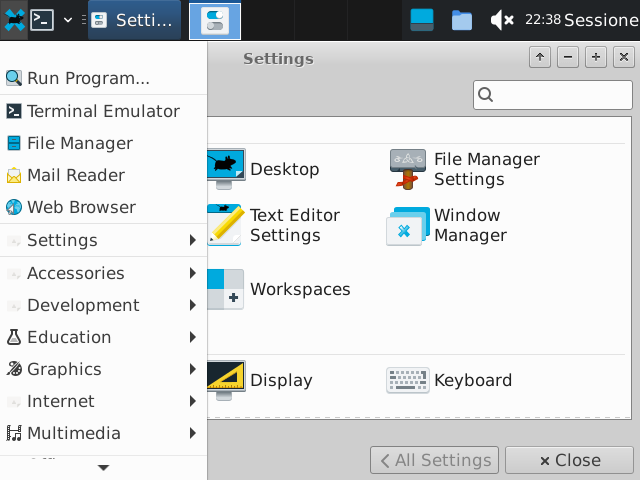 Setti...
22:38 Sessione
Run Program...
Terminal Emulator
File Manager
Mail Reader
Web Browser
Settings
Accessories
Development
Education
Graphics
Internet
Multimedia
Settings
Desktop
File Manager
Settings
Text Editor
Settings
Window
Manager
Workspaces
Display
Keyboard
All Settings
Close